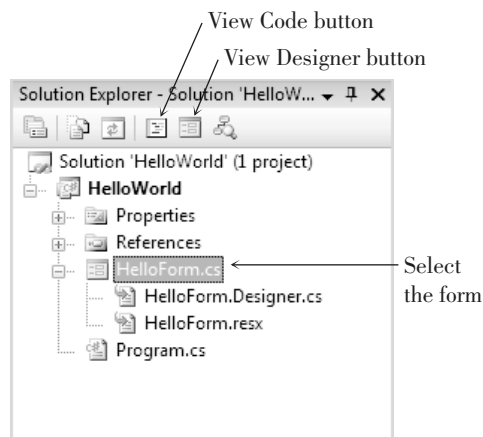 View Code button
View Designer button
Solution Explorer - Solution 'HelloW...
Solution 'HelloWorld' (1 project)
HelloWorld
Properties
References
HelloForm.cs
Select
the form
HelloForm.Designer.cs
HelloForm.resx
Program.cs